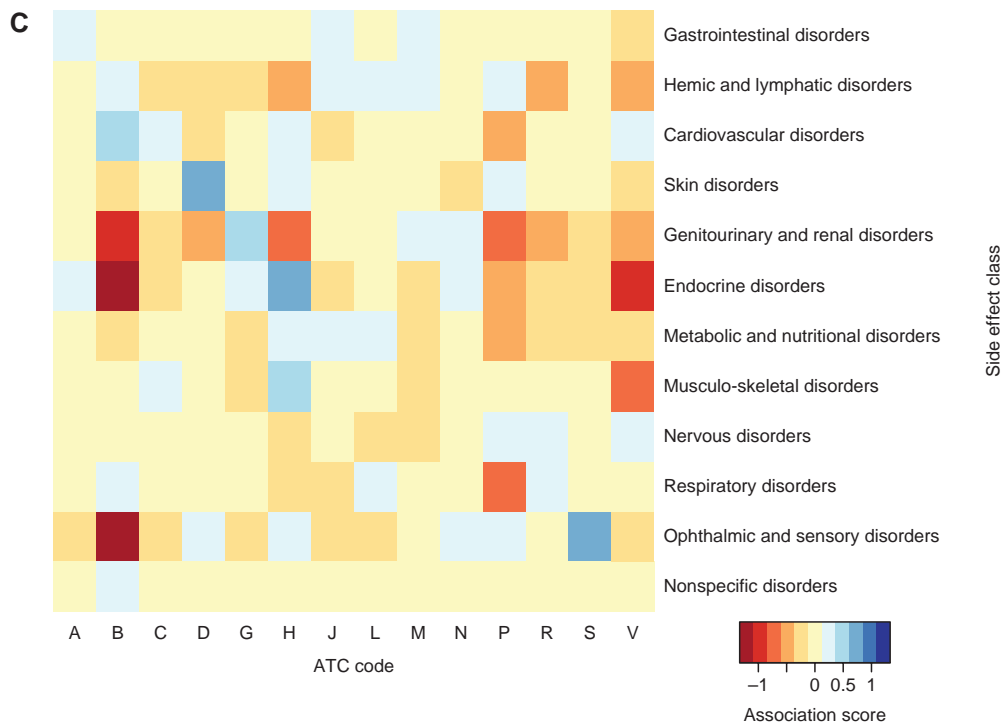 C
Gastrointestinal disorders
Hemic and lymphatic disorders
Cardiovascular disorders
Skin disorders
Genitourinary and renal disorders
Endocrine disorders
Metabolic and nutritional disorders
Musculo-skeletal disorders
Nervous disorders
Respiratory disorders
Ophthalmic and sensory disorders
Nonspecific disorders
Side effect class
A B C D G H J L M N P R S V
ATC code
–1 0 0.5 1
Association score